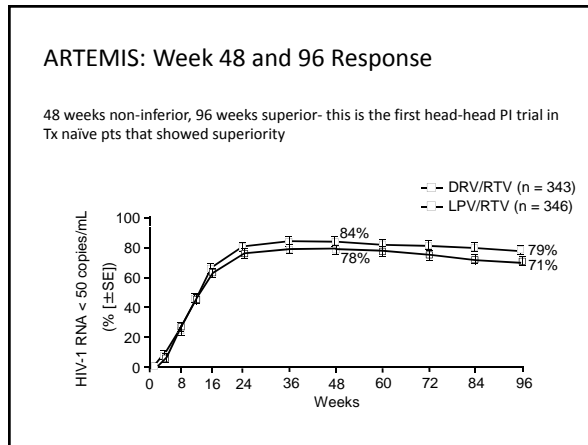 ARTEMIS: Week 48 and 96 Response
48 weeks non-inferior, 96 weeks superior- this is the first head-head PI trial in
Tx naïve pts that showed superiority
DRV/RTV (n = 343)
LPV/RTV (n = 346)
HIV-1 RNA < 50 copies/mL
(% [±SE])
100
80
60
40
20
0
84%
78%
79%
71%
0 8 16 24 36 48 60 72 84 96
Weeks